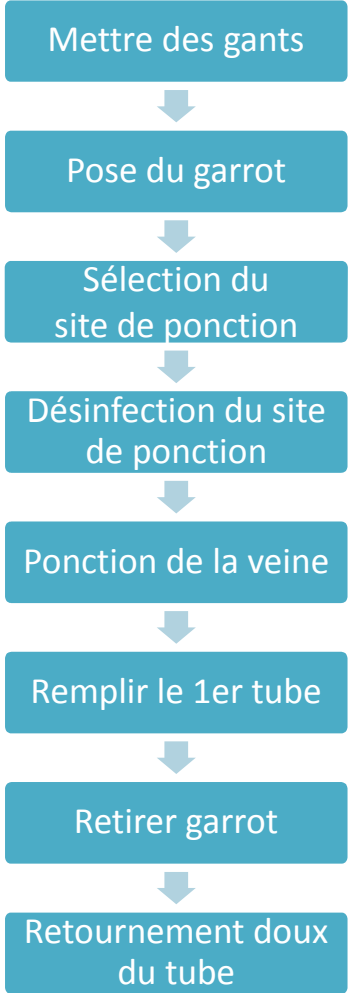 Mettre des gants
Pose du garrot
Sélection du
site de ponction
Désinfection du site
de ponction
Ponction de la veine
Remplir le 1er tube
Retirer garrot
Retournement doux
du tube